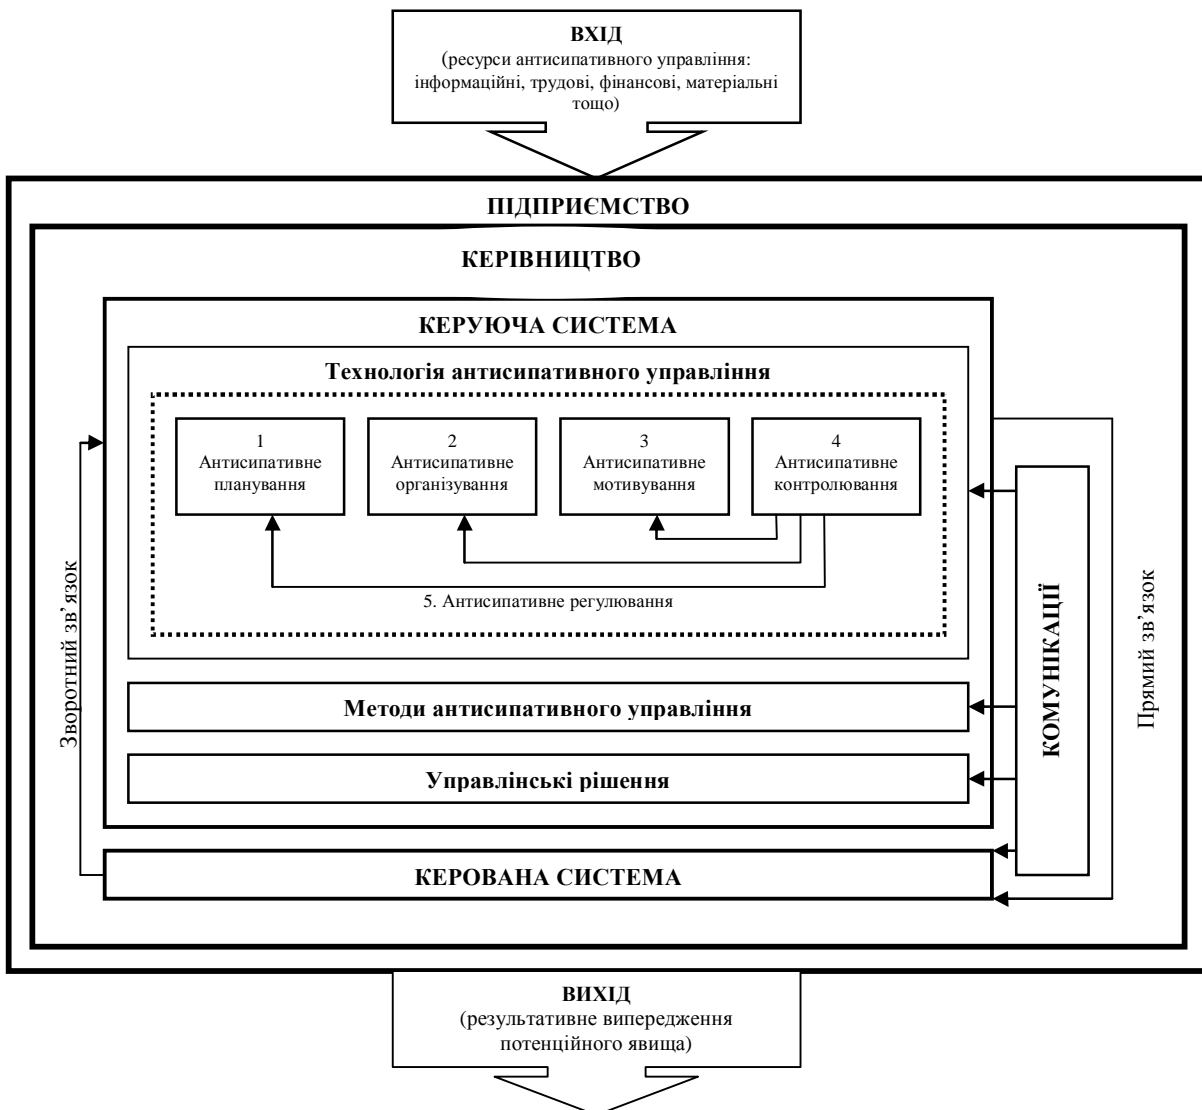 ВХІД
(ресурси антисипативного управління:
інформаційні, трудові, фінансові, матеріальні
тощо)
ПІДПРИЄМСТВО
КЕРІВНИЦТВО
КЕРУЮЧА СИСТЕМА
Технологія антисипативного управління
1
Антисипативне
планування
2
Антисипативне
організування
3
Антисипативне
мотивування
4
Антисипативне
контролювання
5. Антисипативне регулювання
Зворотний зв’язок
КОМУНІКАЦІЇ
Прямий зв’язок
Методи антисипативного управління
Управлінські рішення
КЕРОВАНА СИСТЕМА
ВИХІД
(результативне випередження
потенційного явища)